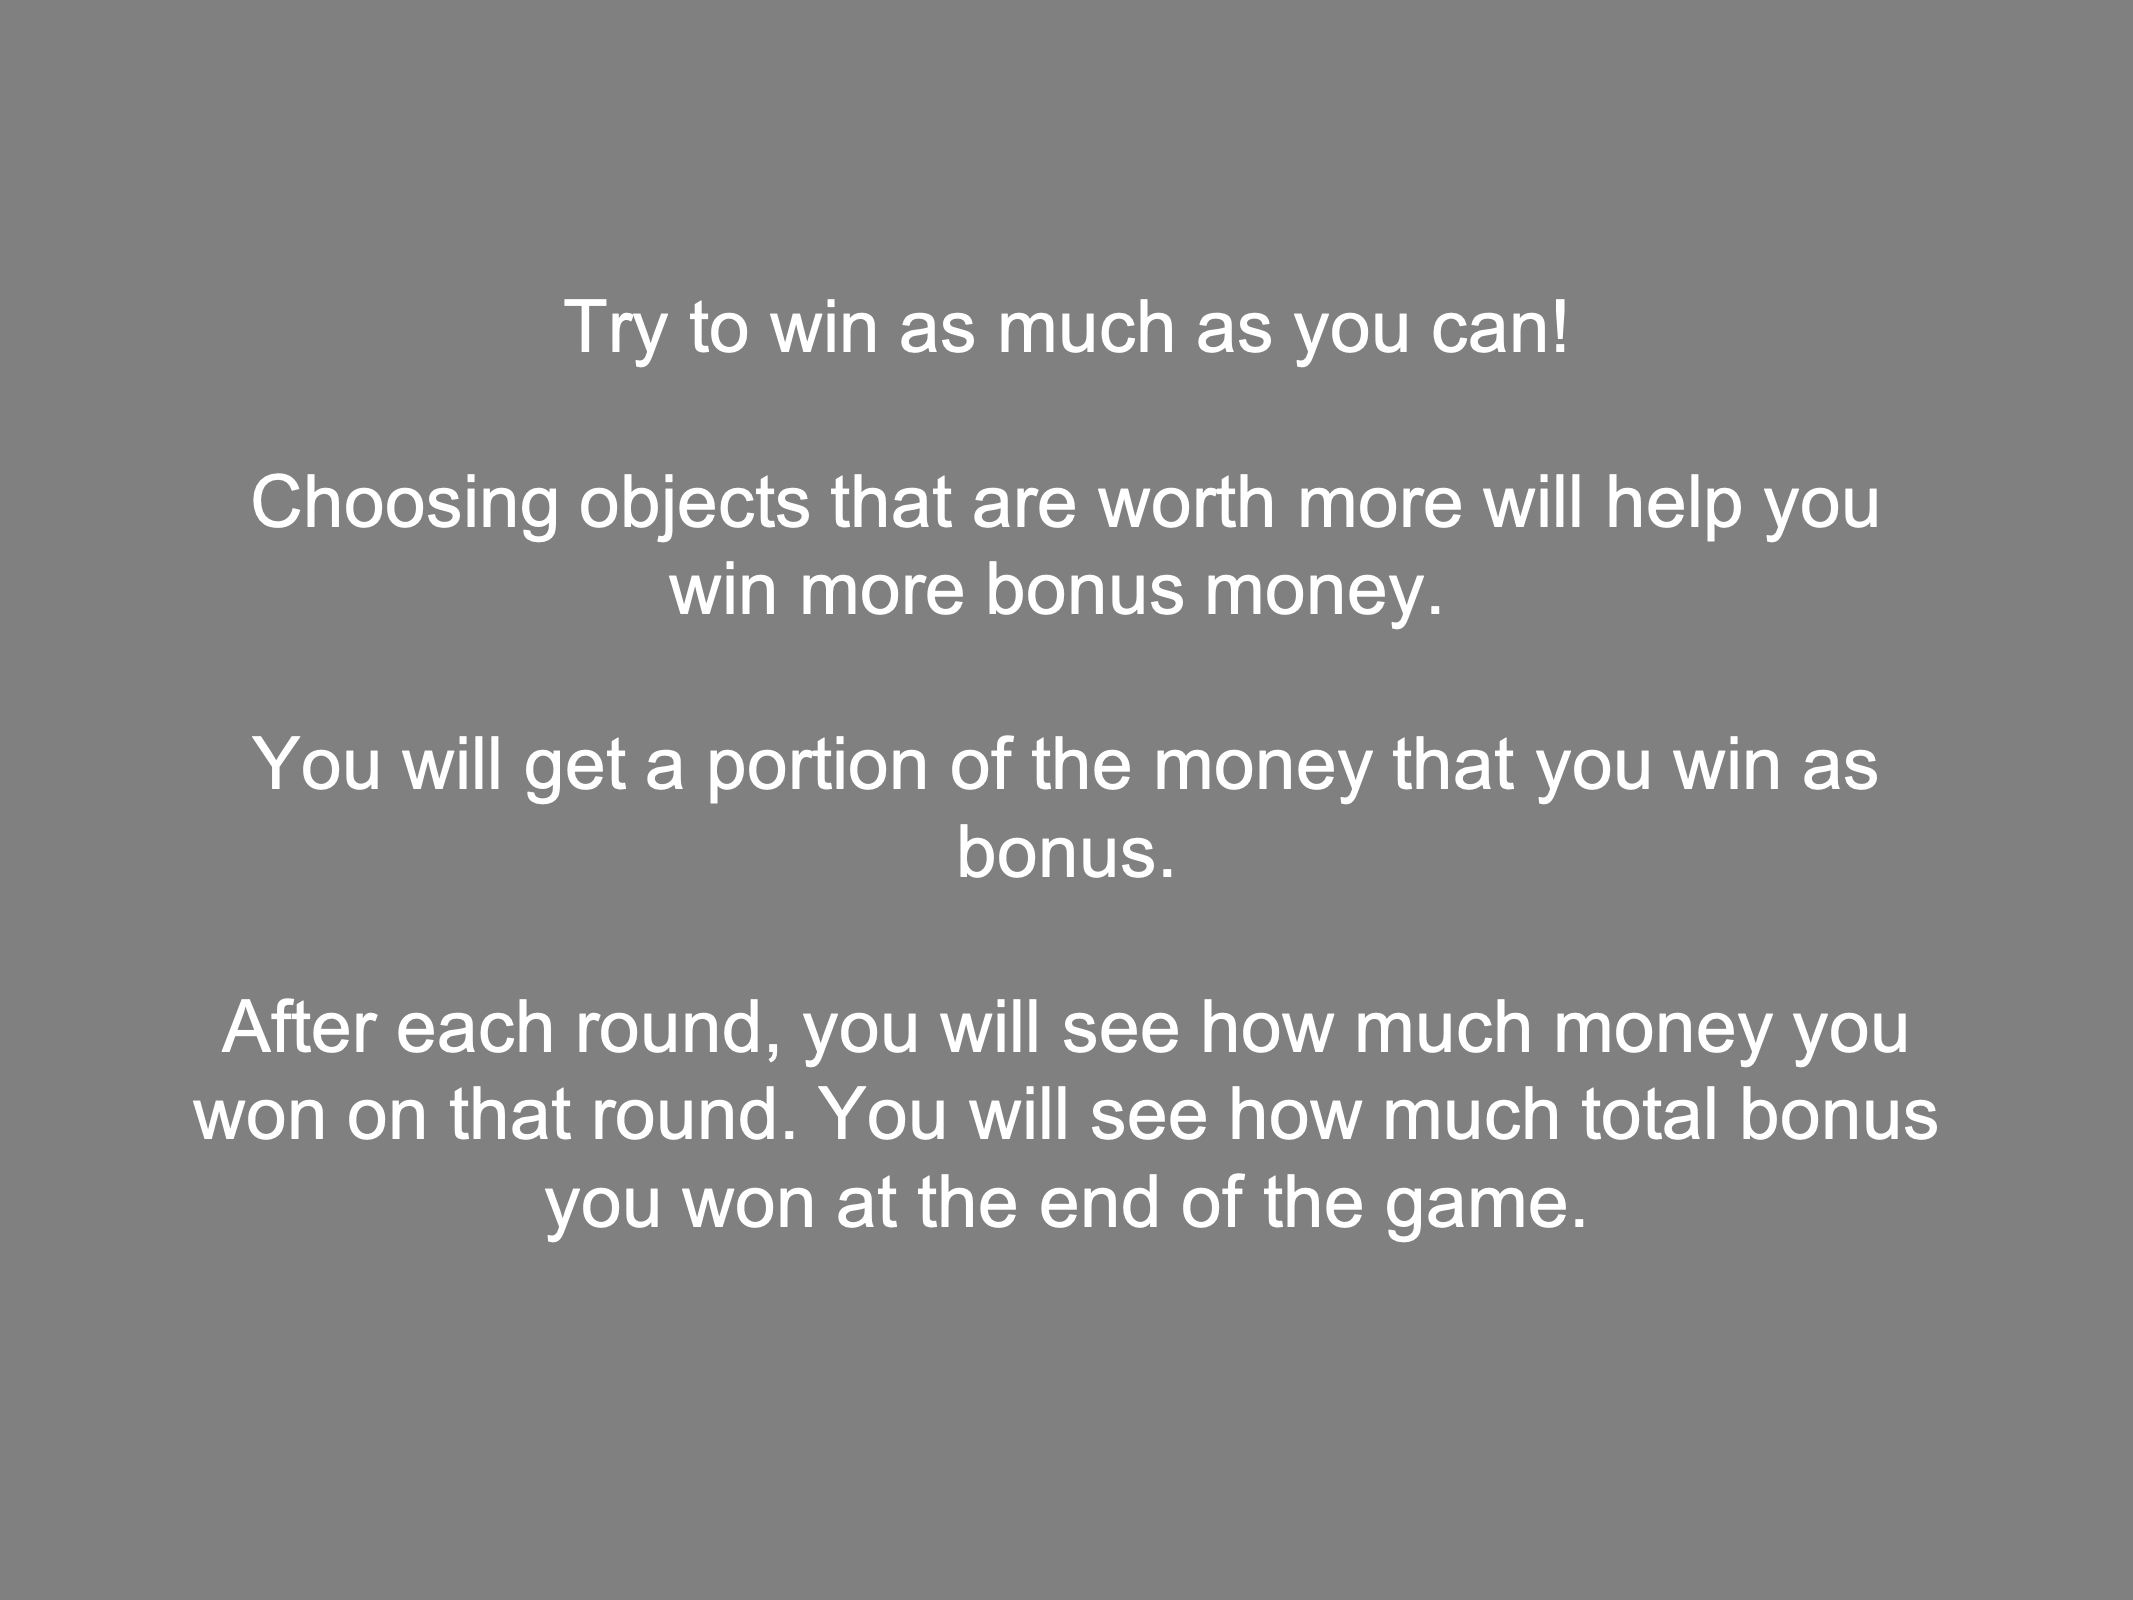 Try to win as much as you can!
Choosing objects that are worth more will help you
win more bonus money.
You will get a portion of the money that you win as
bonus.
After each round, you will see how much money you
won on that round. You will see how much total bonus
you won at the end of the game.